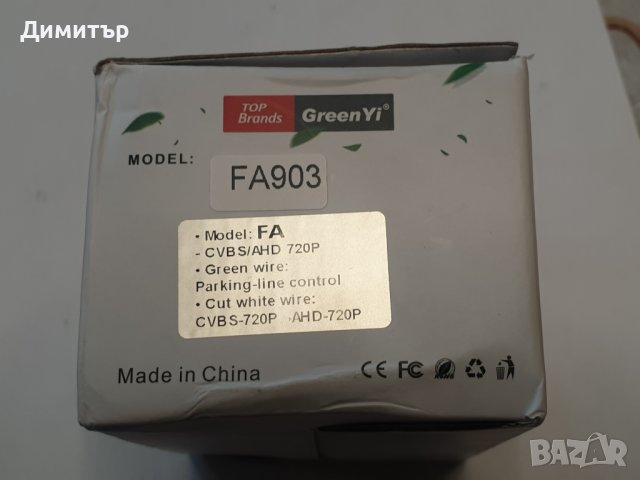 Димитър
TOP Brands GreenYi®
MODEL: FA903
• Model: FA
- CVBS/AHD 720P
• Green wire:
Parking-line control
• Cut white wire:
CVBS-720P AHD-720P
Made in China CE FC
BAZAR